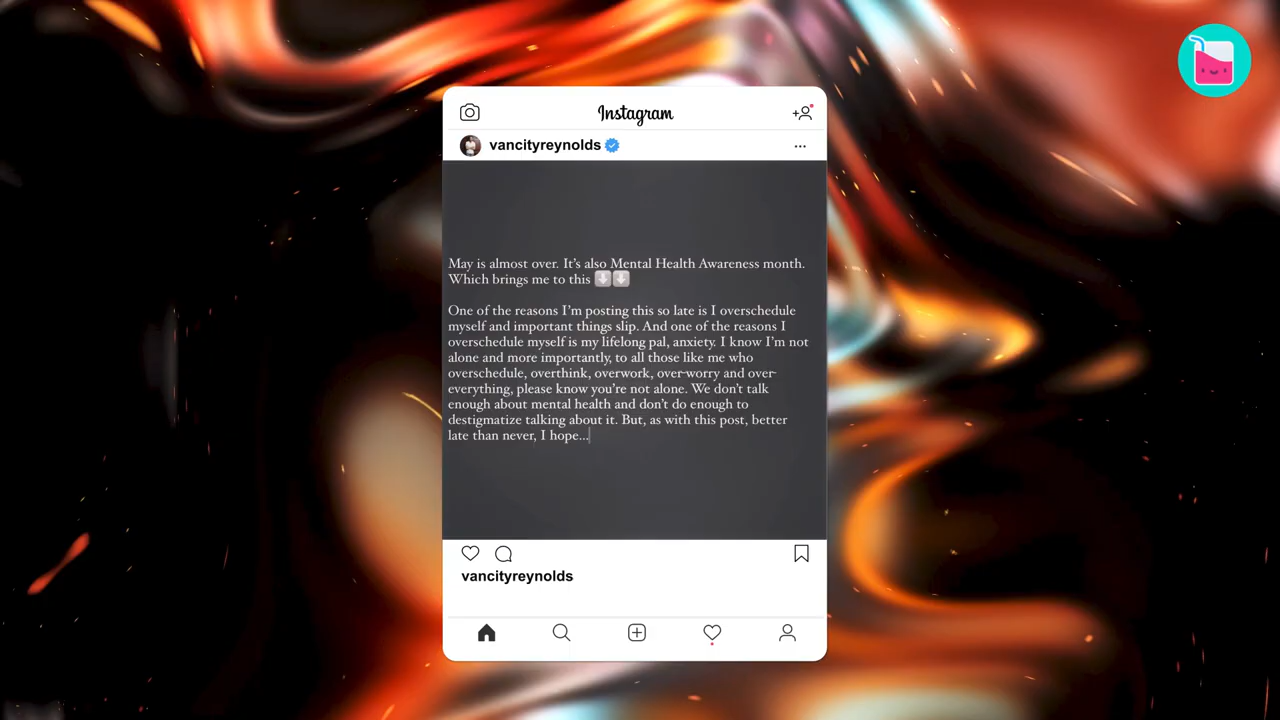 Instagram
vancityreynolds
May is almost over. It's also Mental Health Awareness month.
Which brings me to this ⬇️⬇️
One of the reasons I'm posting this so late is I overschedule
myself and important things slip. And one of the reasons I
overschedule myself is my lifelong pal, anxiety. I know I'm not
alone and more importantly, to all those like me who
overschedule, overthink, overwork, over-worry and over-
everything, please know you're not alone. We don't talk
enough about mental health and don't do enough to
destigmatize talking about it. But, as with this post, better
late than never, I hope...
vancityreynolds